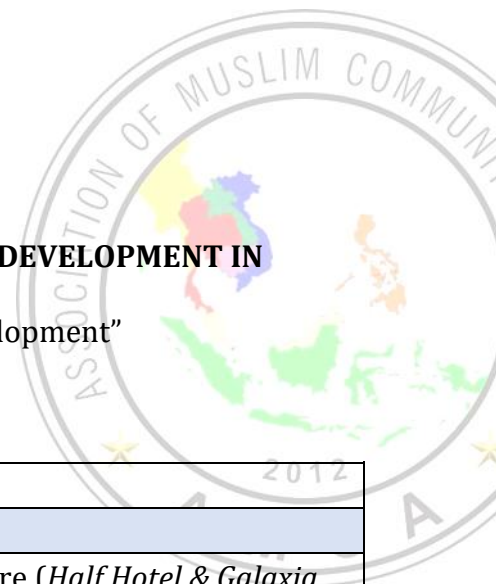 ASSOCIATION OF MUSLIM COMMUN
DEVELOPMENT IN
lopment”
2012
A A
re (Half Hotel & Galaxia